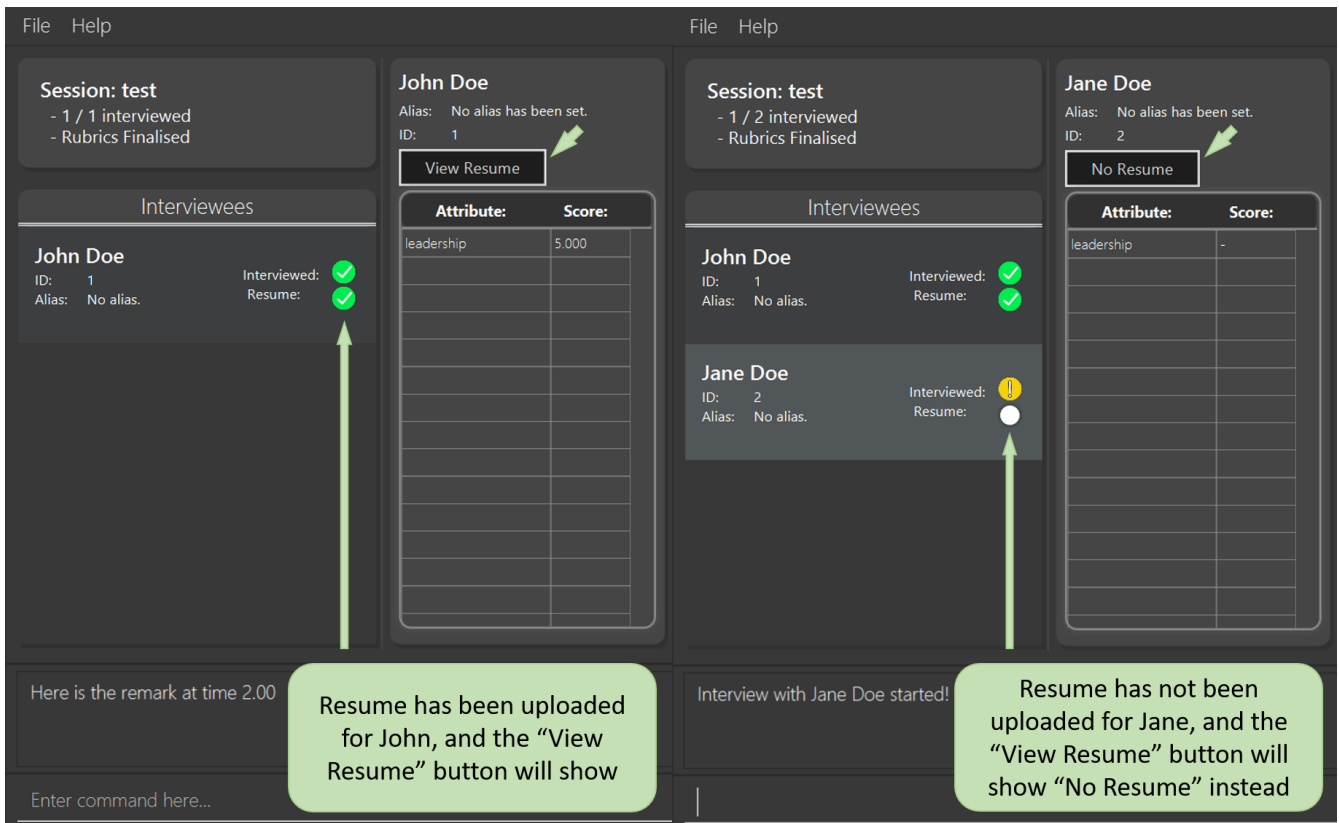 File Help
Session: test
- 1 / 1 interviewed
- Rubrics Finalised
Interviewees
John Doe
ID: 1
Alias: No alias.
Interviewed:
Resume:
John Doe
Alias: No alias has been set.
ID: 1
View Resume
Attribute: Score:
leadership 5.000
Here is the remark at time 2.00
Resume has been uploaded
for John, and the “View
Resume” button will show
Enter command here...
File Help
Session: test
- 1 / 2 interviewed
- Rubrics Finalised
Interviewees
John Doe
ID: 1
Alias: No alias.
Interviewed:
Resume:
Jane Doe
ID: 2
Alias: No alias.
Interviewed:
Resume:
Jane Doe
Alias: No alias has been set.
ID: 2
No Resume
Attribute: Score:
leadership -
Interview with Jane Doe started!
Resume has not been
uploaded for Jane, and the
“View Resume” button will
show “No Resume” instead